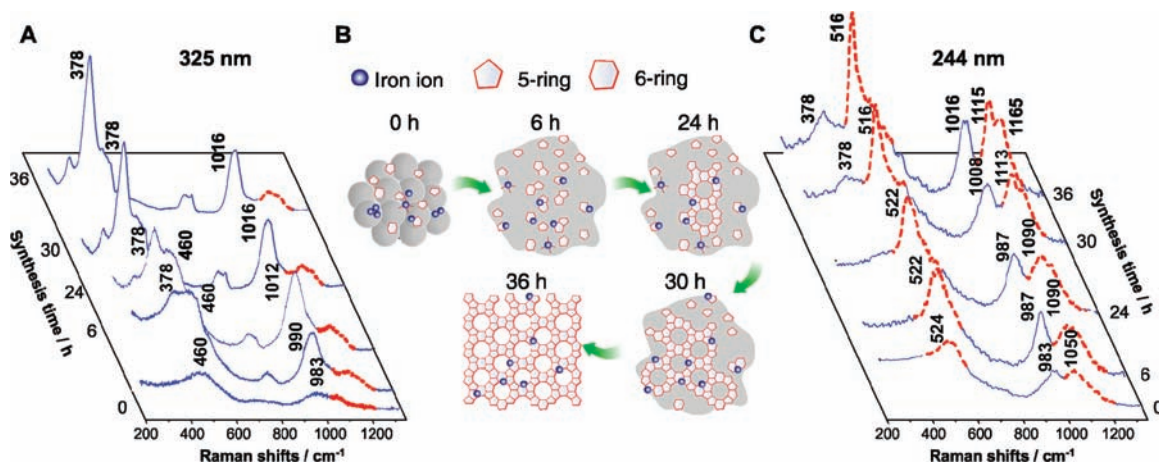 A
325 nm
378
378
378
378
460
460
460
1016
1016
1012
990
983
36
30
24
6
0
synthesis time / h
200 400 600 800 1000 1200
Raman shifts / cm⁻¹
B
Iron ion 5-ring 6-ring
0 h 6 h 24 h
36 h 30 h
C
244 nm
516
378
516
378
522
522
524
1016
1115
1165
1008
1113
987
1090
987
1090
983
1050
36
30
24
6
0
synthesis time / h
200 400 600 800 1000 1200
Raman shifts / cm⁻¹